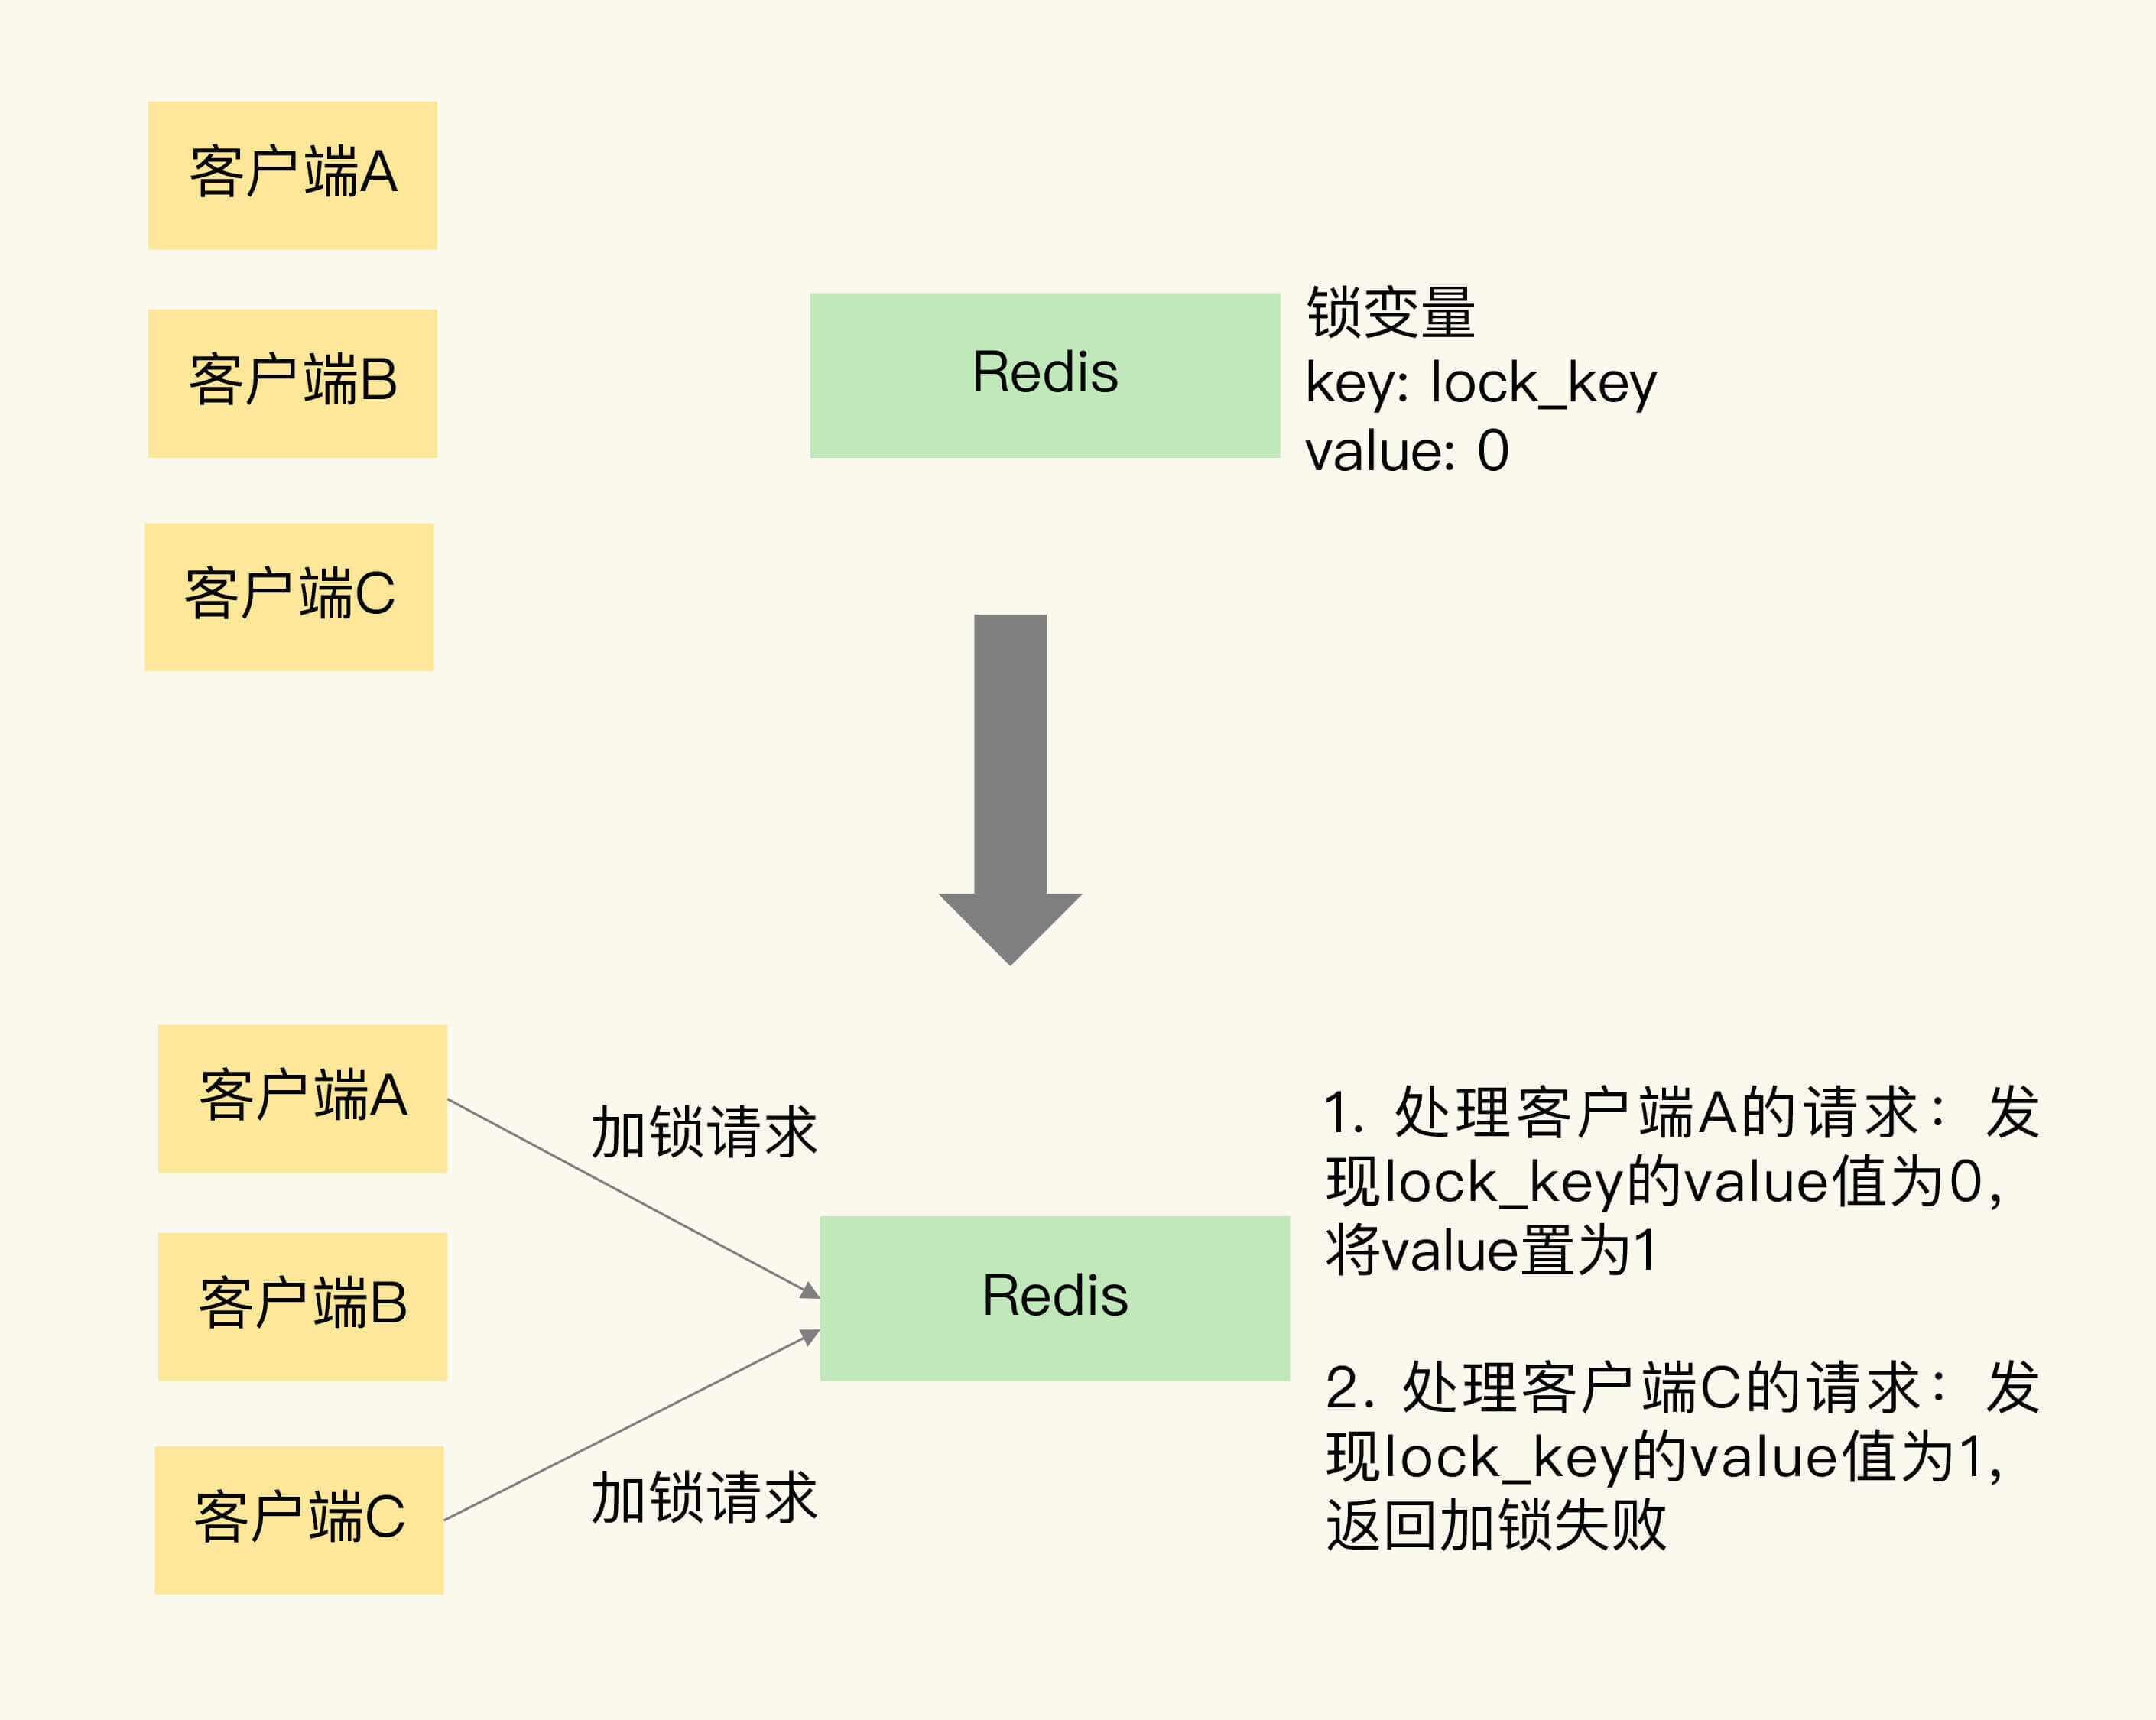 客户端A
客户端B
客户端C
Redis
锁变量
key: lock_key
value: 0
客户端A
客户端B
客户端C
加锁请求
加锁请求
Redis
1. 处理客户端A的请求：发
现lock_key的value值为0,
将value置为1
2. 处理客户端C的请求：发
现lock_key的value值为1,
返回加锁失败